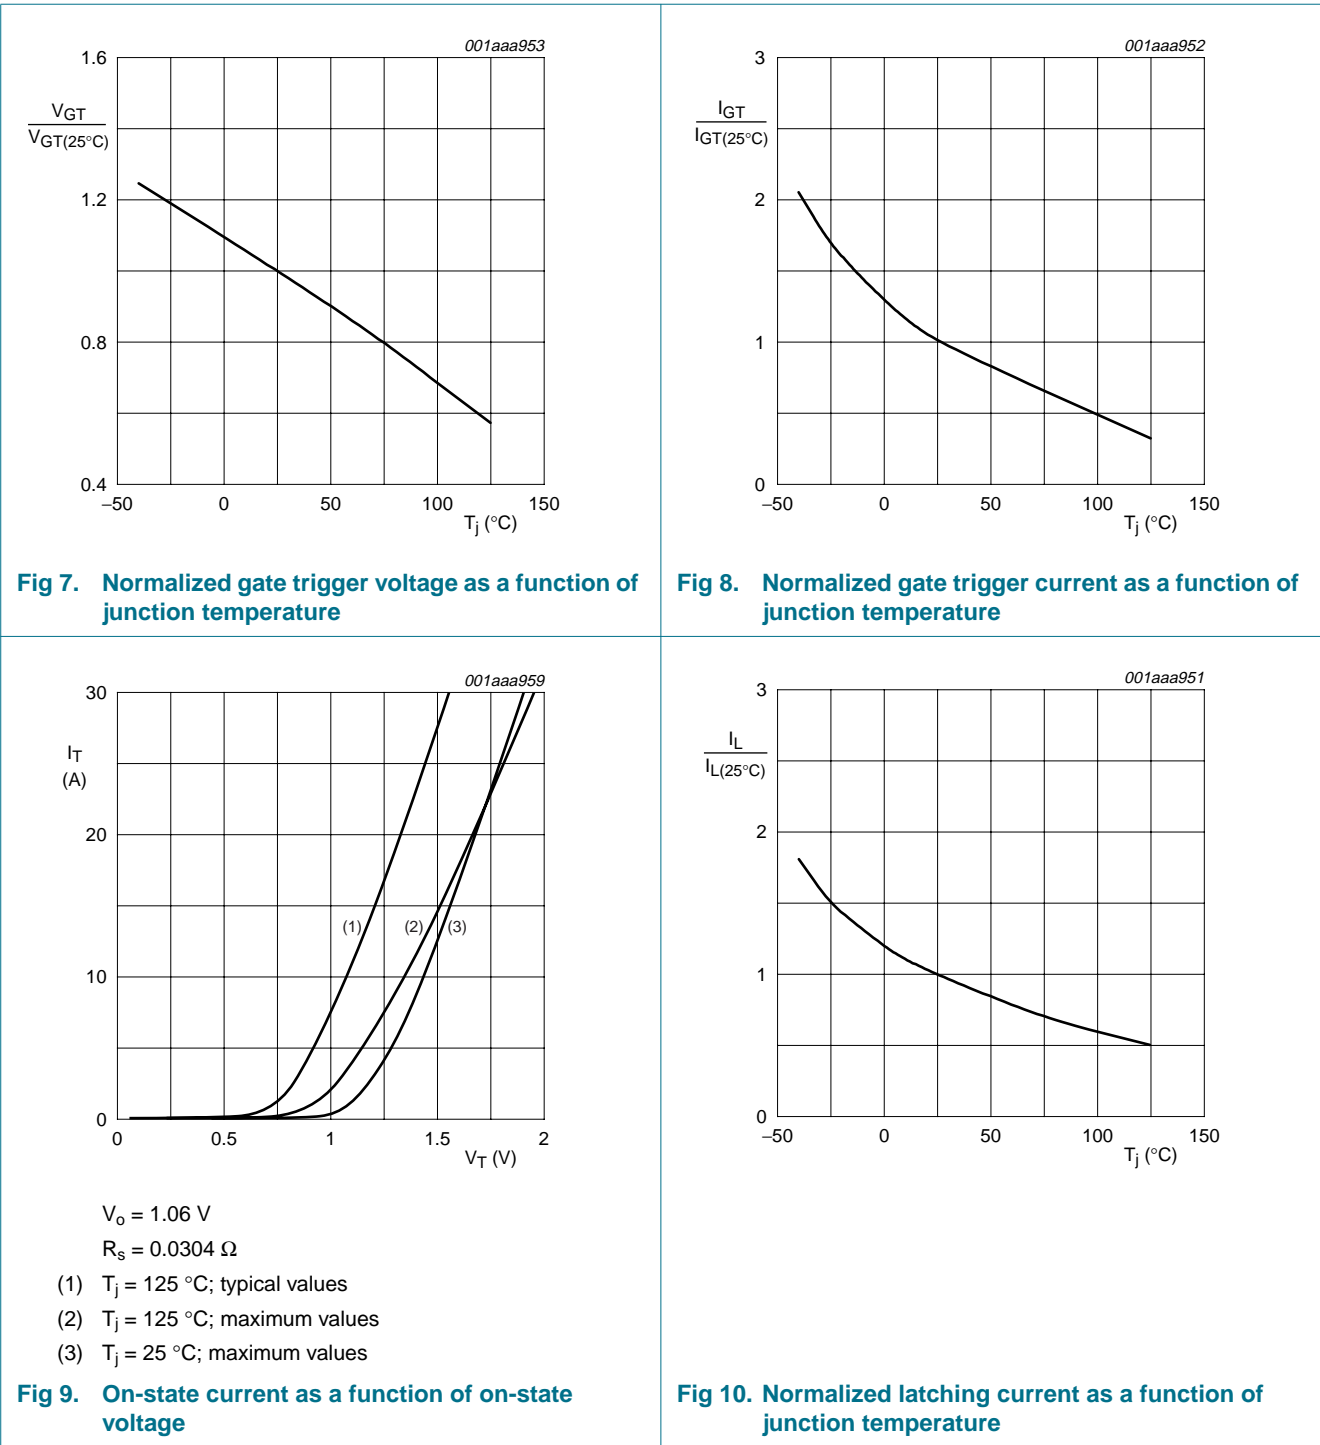 001aaa953
1.6
VGT
VGT(25°C)
1.2
0.8
0.4
−50 0 50 100 150
Tj (°C)
Fig 7. Normalized gate trigger voltage as a function of
junction temperature
001aaa952
3
IGT
IGT(25°C)
2
1
0
−50 0 50 100 150
Tj (°C)
Fig 8. Normalized gate trigger current as a function of
junction temperature
001aaa959
30
IT
(A)
20
(1) (2) (3)
10
0
0 0.5 1 1.5 2
VT (V)
Vo = 1.06 V
Rs = 0.0304 Ω
(1) Tj = 125 °C; typical values
(2) Tj = 125 °C; maximum values
(3) Tj = 25 °C; maximum values
Fig 9. On-state current as a function of on-state
voltage
001aaa951
3
IL
IL(25°C)
2
1
0
−50 0 50 100 150
Tj (°C)
Fig 10. Normalized latching current as a function of
junction temperature